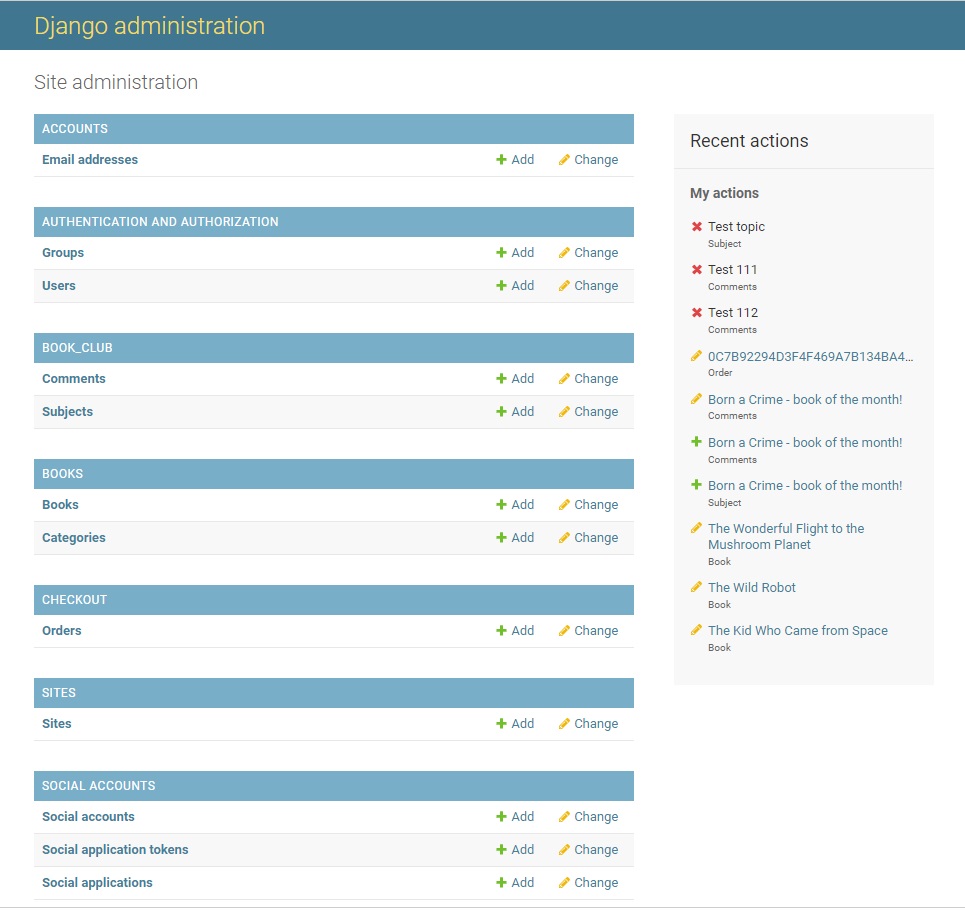 Django administration
Site administration
ACCOUNTS
Email addresses Add Change
AUTHENTICATION AND AUTHORIZATION
Groups Add Change
Users Add Change
BOOK_CLUB
Comments Add Change
Subjects Add Change
BOOKS
Books Add Change
Categories Add Change
CHECKOUT
Orders Add Change
SITES
Sites Add Change
SOCIAL ACCOUNTS
Social accounts Add Change
Social application tokens Add Change
Social applications Add Change
Recent actions
My actions
Test topic
Subject
Test 111
Comments
Test 112
Comments
0C7B92294D3F4F469A7B134BA4...
Order
Born a Crime - book of the month!
Comments
Born a Crime - book of the month!
Comments
Born a Crime - book of the month!
Subject
The Wonderful Flight to the
Mushroom Planet
Book
The Wild Robot
Book
The Kid Who Came from Space
Book